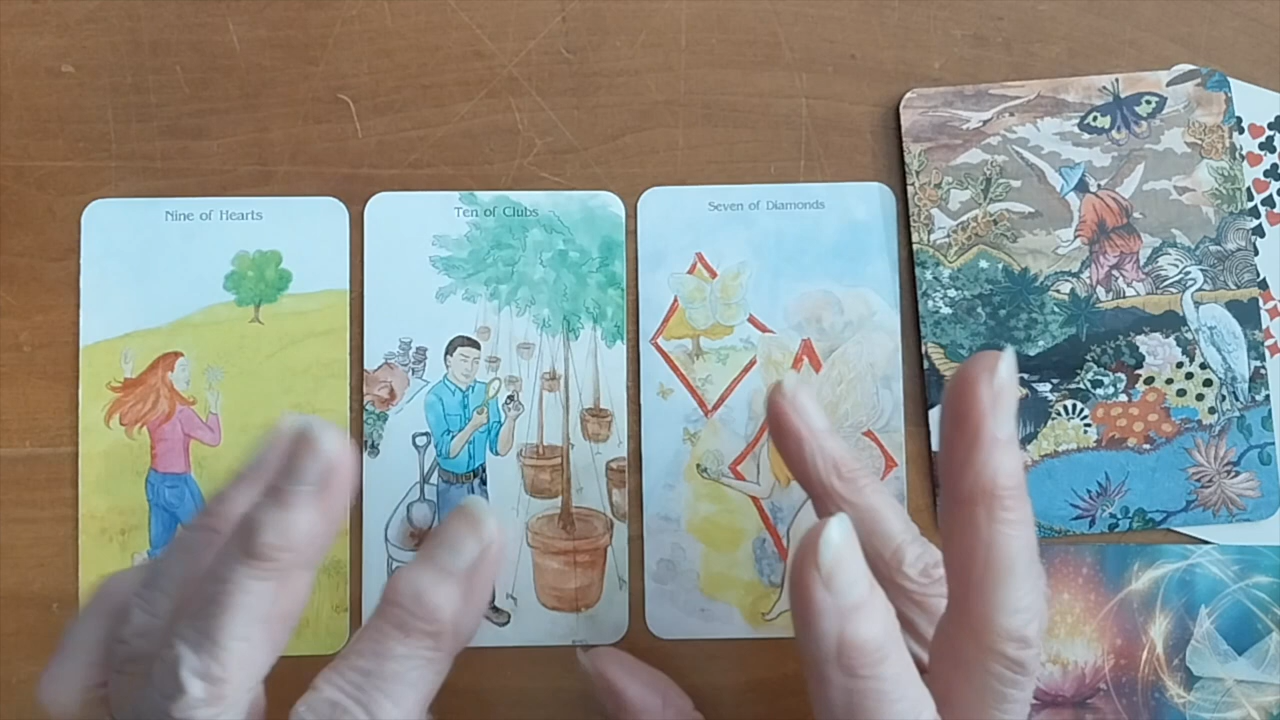 Nine of Hearts
Ten of Clubs
Seven of Diamonds